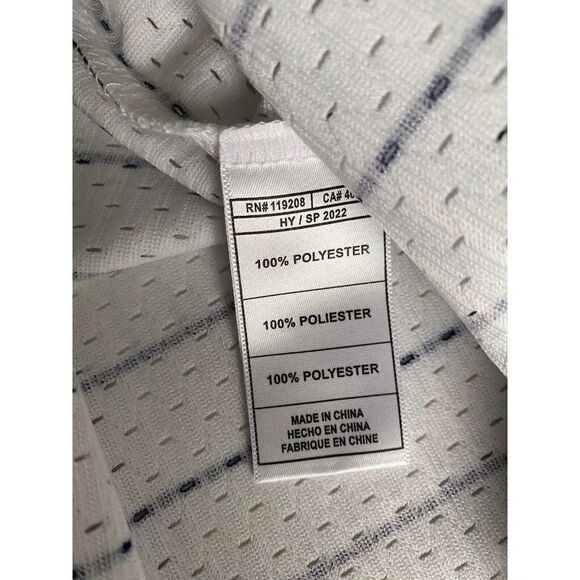 RN# 119208 CA#
HY / SP 2022
100% POLYESTER
100% POLIESTER
100% POLYESTER
MADE IN CHINA
HECHO EN CHINA
FABRIQUE EN CHINE